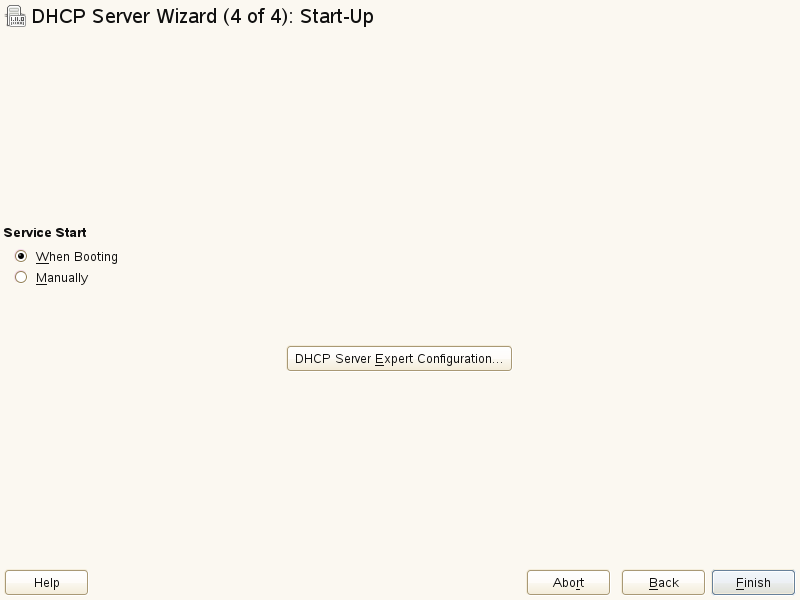 DHCP Server Wizard (4 of 4): Start-Up
Service Start
When Booting
Manually
DHCP Server Expert Configuration...
Help
Abort
Back
Finish